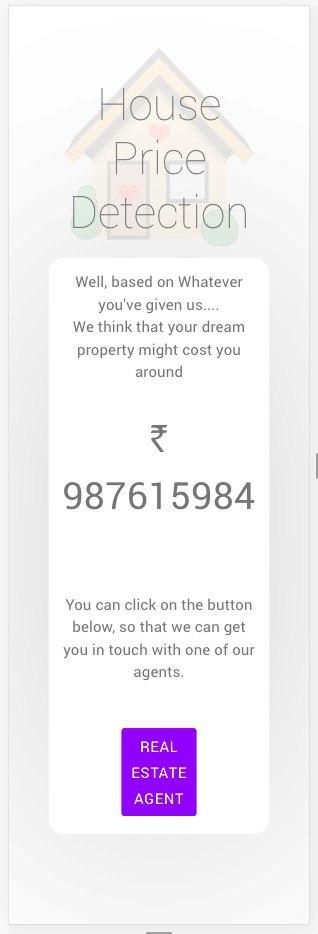 House
Price
Detection
Well, based on Whatever
you've given us....
We think that your dream
property might cost you
around
₹
987615984
You can click on the button
below, so that we can get
you in touch with one of our
agents.
REAL
ESTATE
AGENT